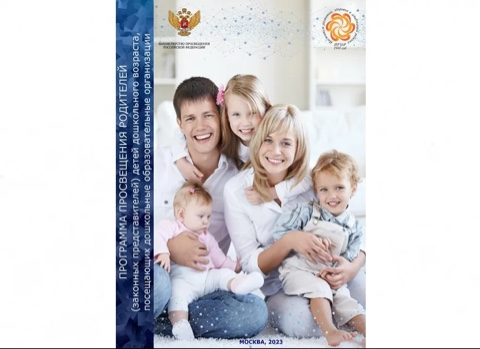 МИНИСТЕРСТВО ПРОСВЕЩЕНИЯ
РОССИЙСКОЙ ФЕДЕРАЦИИ
ПРОГРАММА ПРОСВЕЩЕНИЯ РОДИТЕЛЕЙ
(законных представителей) детей дошкольного возраста,
посещающих дошкольные образовательные организации
МОСКВА, 2023